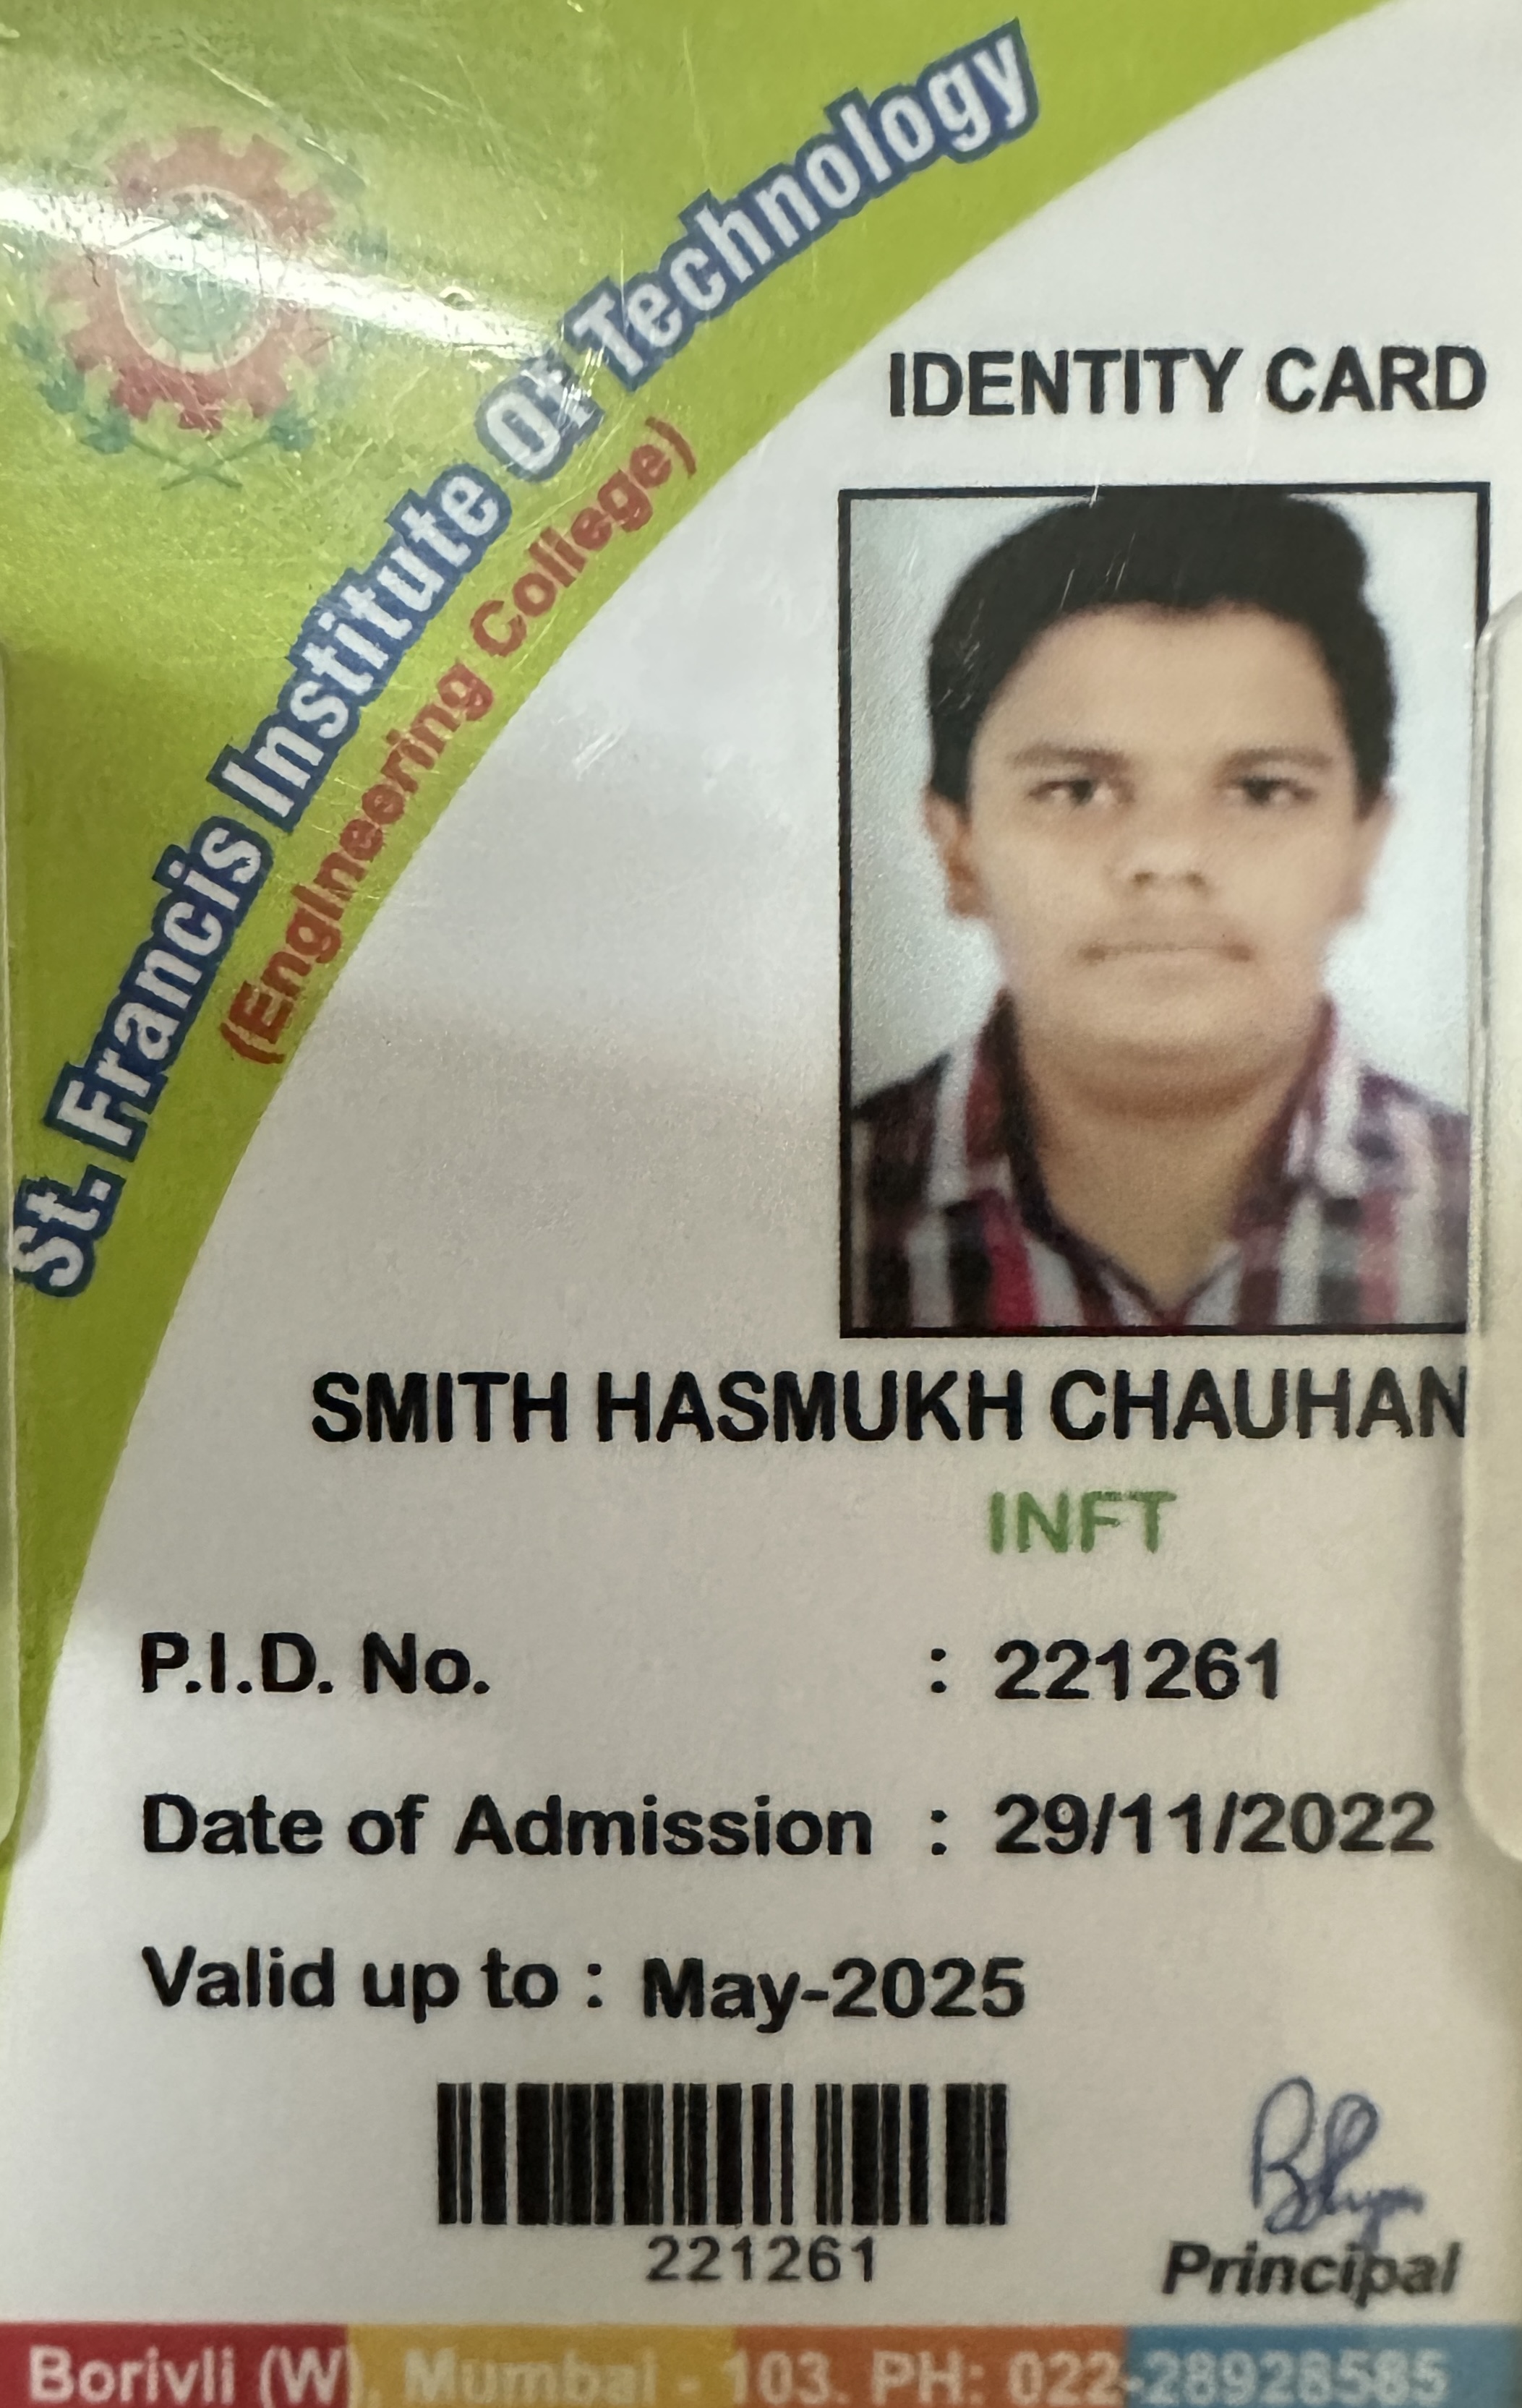 St. Francis Institute Of Technology
(Engineering College)
IDENTITY CARD
SMITH HASMUKH CHAUHAN
INFT
P.I.D. No. : 221261
Date of Admission : 29/11/2022
Valid up to : May-2025
221261
Principal
Borivli (W), Mumbai - 103. PH: 022-28928585